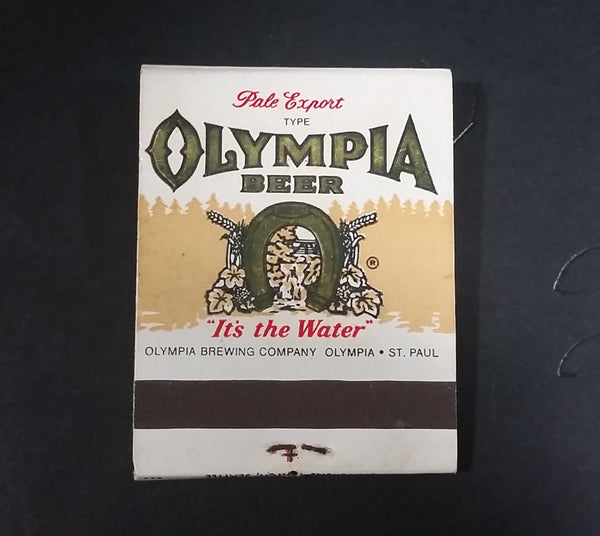 Pale Export
TYPE
OLYMPIA
BEER
®
"It's the Water"
OLYMPIA BREWING COMPANY OLYMPIA • ST. PAUL